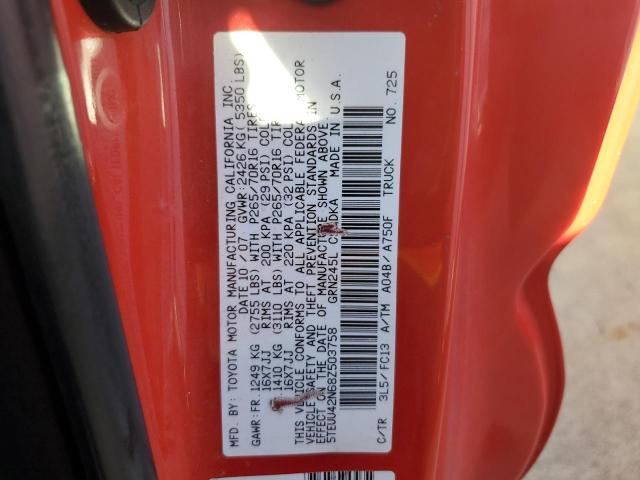 MFD. BY: TOYOTA MOTOR MANUFACTURING CALIFORNIA INC.
DATE 10 / 07 GVWR: 2426 KG ( 5350 LBS)
GAWR: FR. 1249 KG (2755 LBS) WITH P265/70R16 TIRES
16X7JJ RIMS AT 200 KPA (29 PSI) COLD
1410 KG (3110 LBS) WITH P265/70R16
16X7JJ RIMS AT 220 KPA (32 PSI) COLD
THIS VEHICLE CONFORMS TO ALL APPLICABLE FEDERAL MOTOR
VEHICLE SAFETY AND THEFT PREVENTION STANDARDS IN
EFFECT ON THE DATE OF MANUFACTURE SHOWN ABOVE.
5TEUU42N68Z503758 GRN245L MADE IN U.S.A.
C/TR 3L5/FC13 A/TM A04B/A750F TRUCK NO. 725